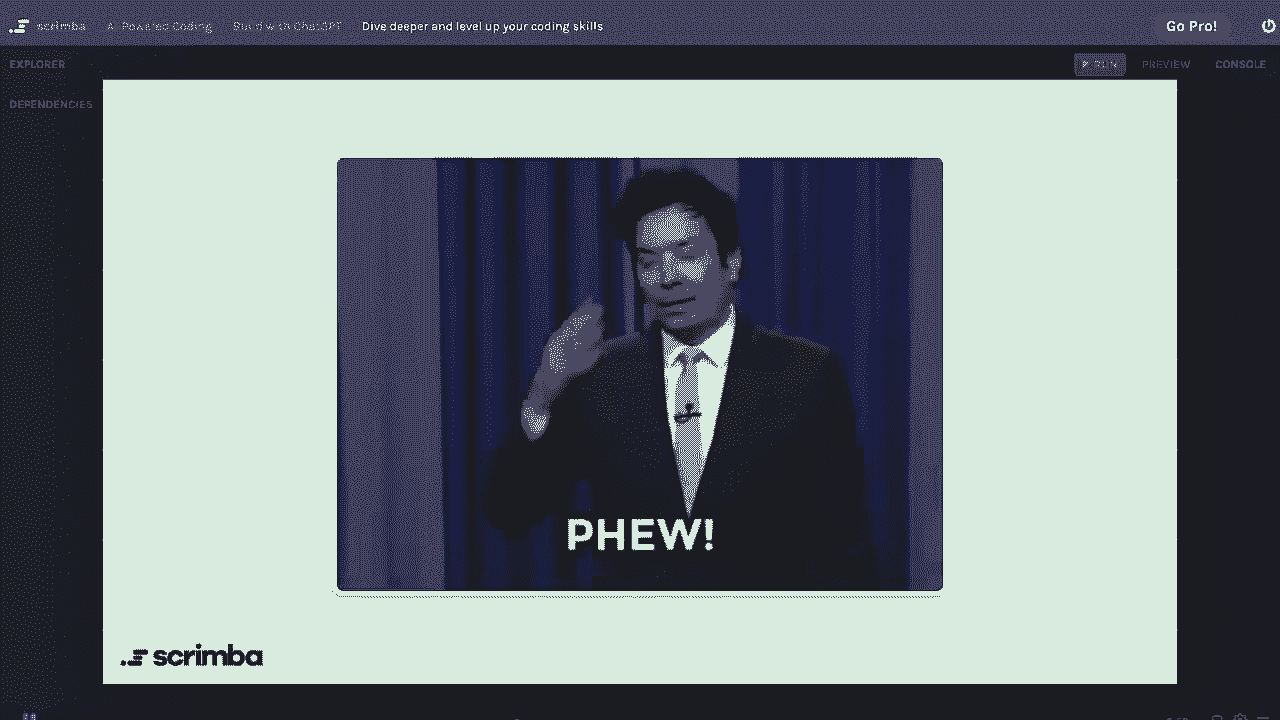 scrimba AI-Powered Coding Build with ChatGPT Dive deeper and level up your coding skills Go Pro!
EXPLORER RUN PREVIEW CONSOLE
DEPENDENCIES
PHEW!
scrimba